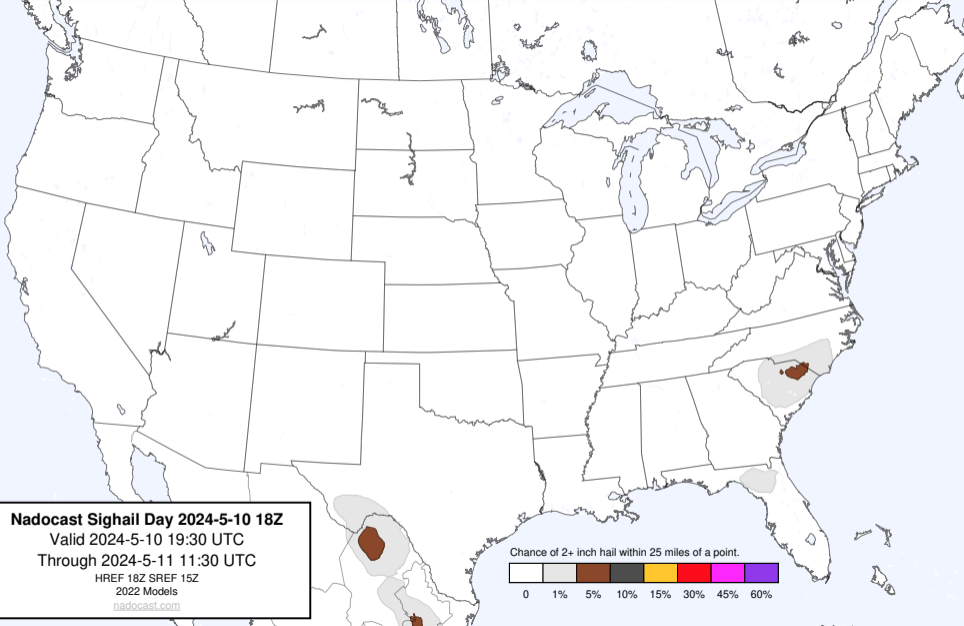 Nadocast Sighail Day 2024-5-10 18Z
Valid 2024-5-10 19:30 UTC
Through 2024-5-11 11:30 UTC
HREF 18Z SREF 15Z
2022 Models
nadocast.com
Chance of 2+ inch hail within 25 miles of a point.
0 1% 5% 10% 15% 30% 45% 60%